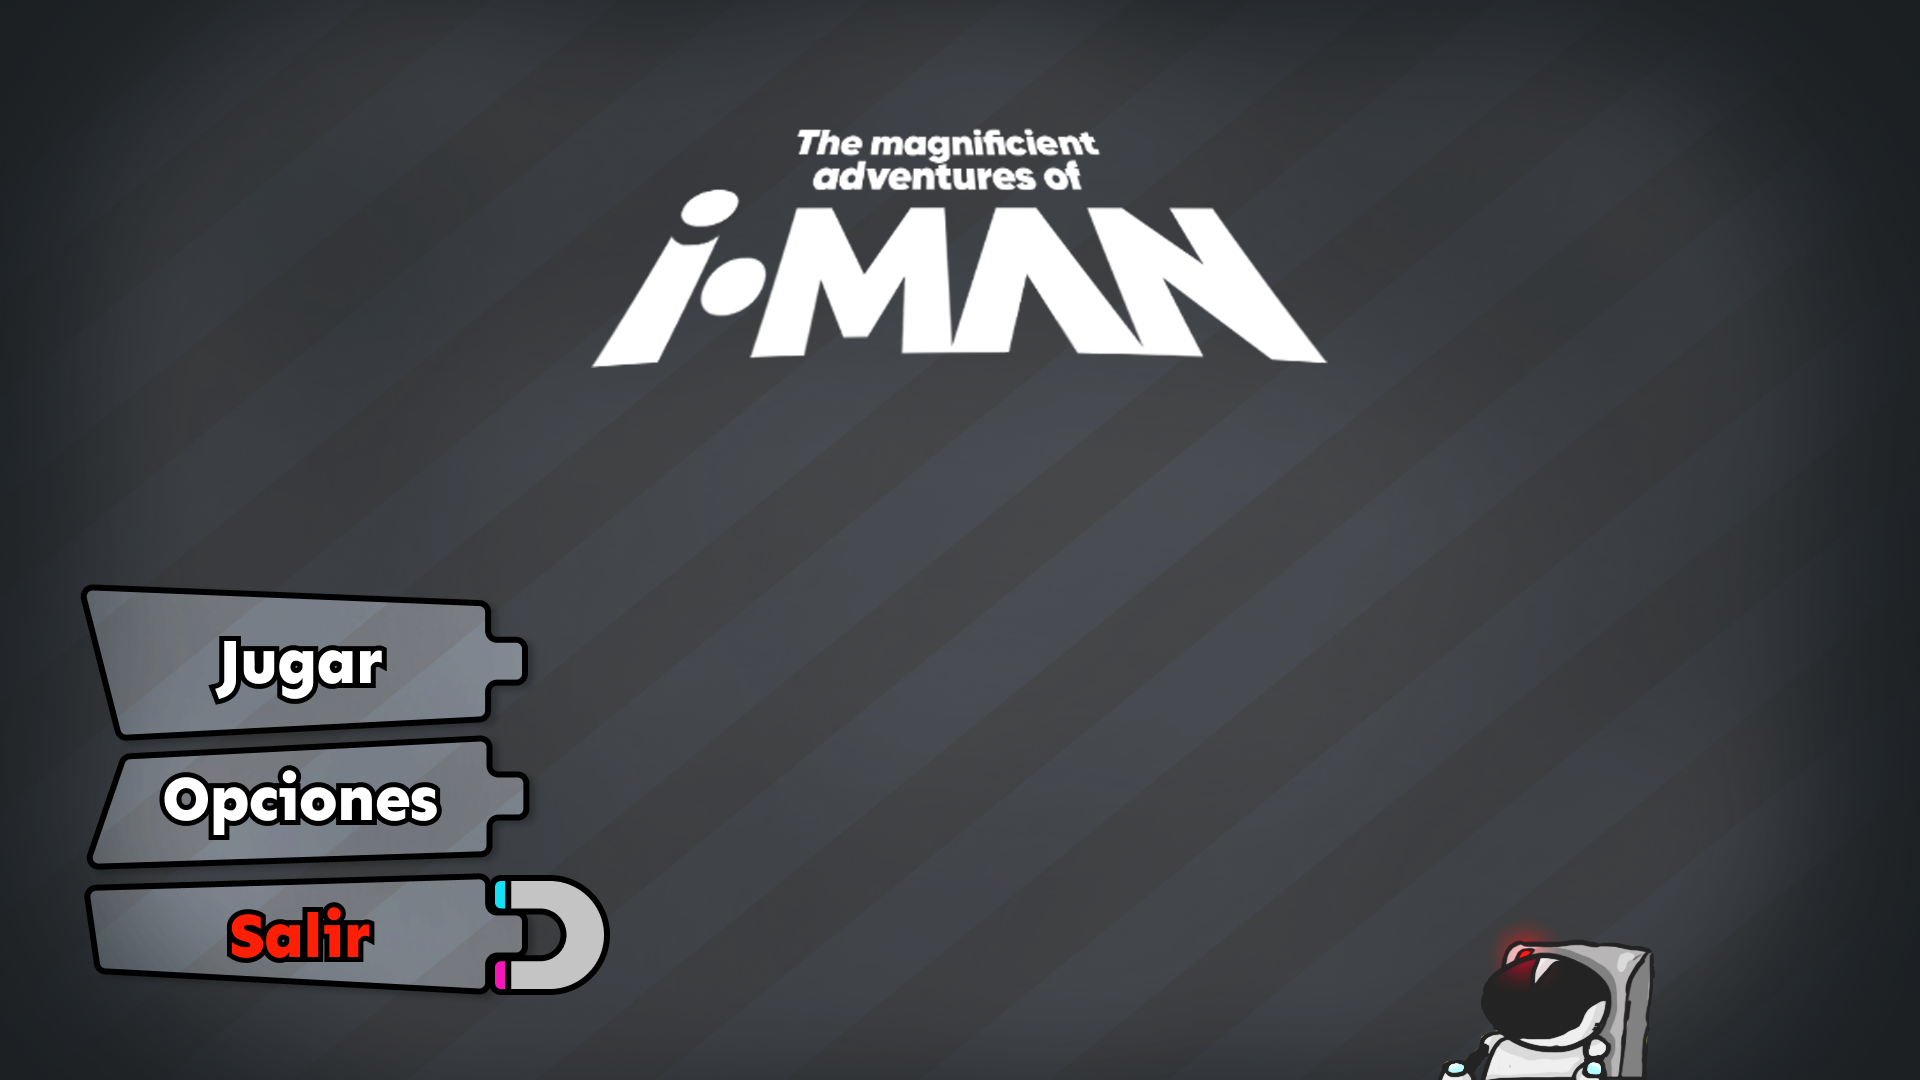 The magnificient
adventures of
i•MAN
Jugar
Opciones
Salir